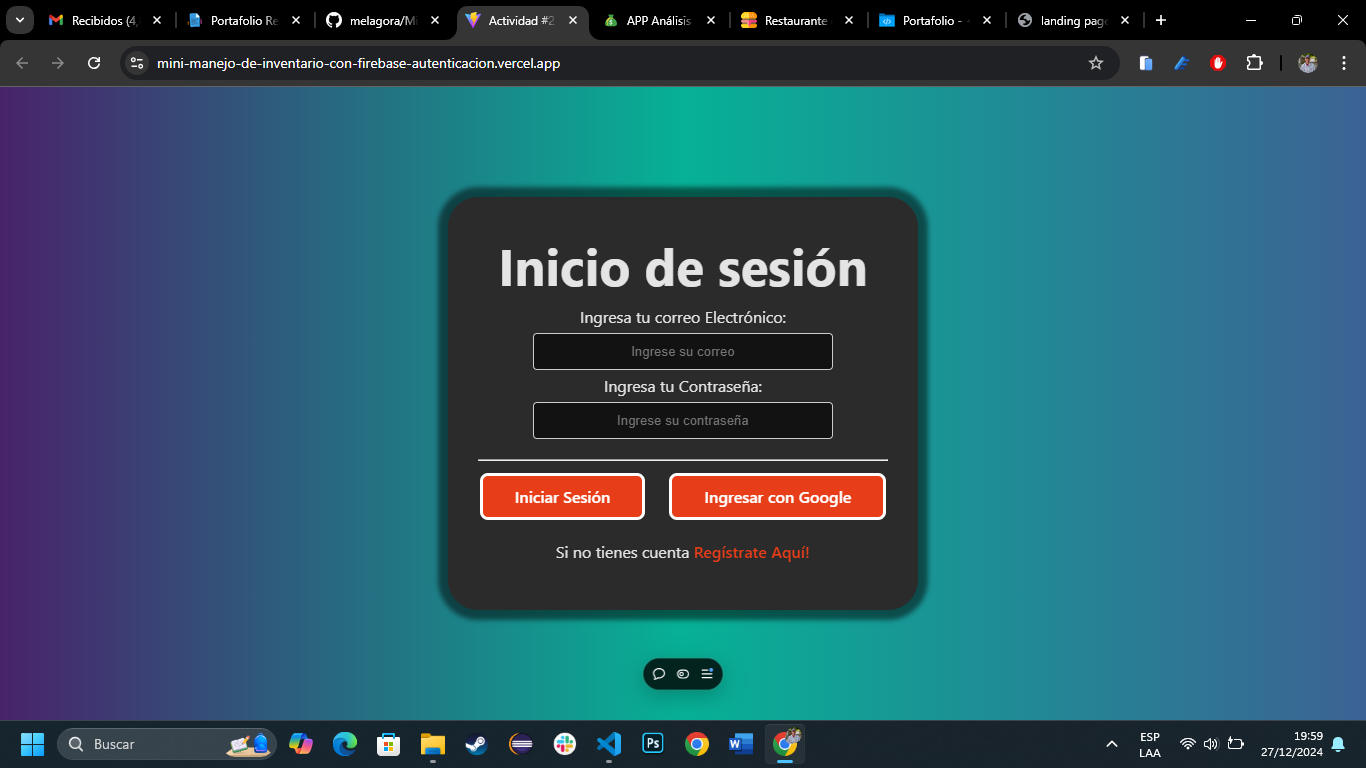 Recibidos (4,
Portafolio Re
melagora/Mi
Actividad #2
APP Análisis
Restaurante
Portafolio -
landing page
mini-manejo-de-inventario-con-firebase-autenticacion.vercel.app
Inicio de sesión
Ingresa tu correo Electrónico:
Ingrese su correo
Ingresa tu Contraseña:
Ingrese su contraseña
Iniciar Sesión
Ingresar con Google
Si no tienes cuenta Regístrate Aquí!
Buscar
Ps
ESP
LAA
19:59
27/12/2024